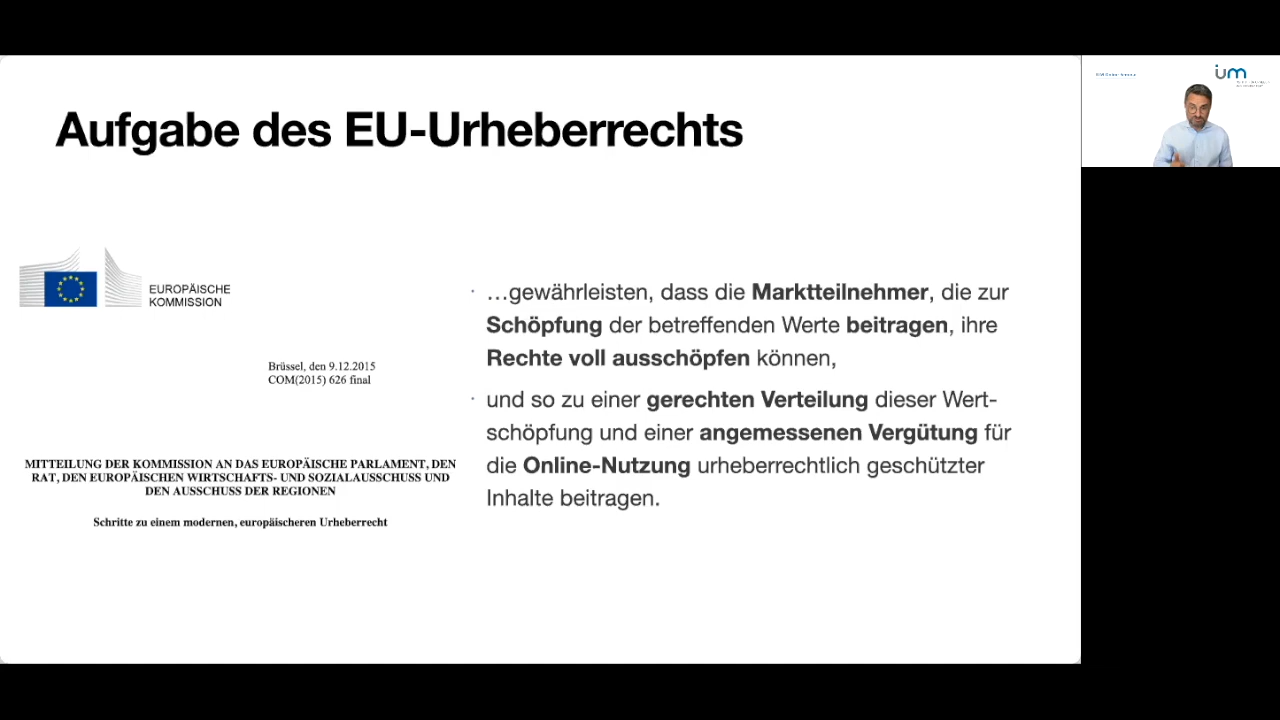 Aufgabe des EU-Urheberrechts
EUROPÄISCHE
KOMMISSION
Brüssel, den 9.12.2015
COM(2015) 626 final
MITTEILUNG DER KOMMISSION AN DAS EUROPÄISCHE PARLAMENT, DEN
RAT, DEN EUROPÄISCHEN WIRTSCHAFTS- UND SOZIALAUSSCHUSS UND
DEN AUSSCHUSS DER REGIONEN
Schritte zu einem modernen, europäischeren Urheberrecht
· …gewährleisten, dass die Marktteilnehmer, die zur
Schöpfung der betreffenden Werte beitragen, ihre
Rechte voll ausschöpfen können,
· und so zu einer gerechten Verteilung dieser Wert-
schöpfung und einer angemessenen Vergütung für
die Online-Nutzung urheberrechtlich geschützter
Inhalte beitragen.
ium